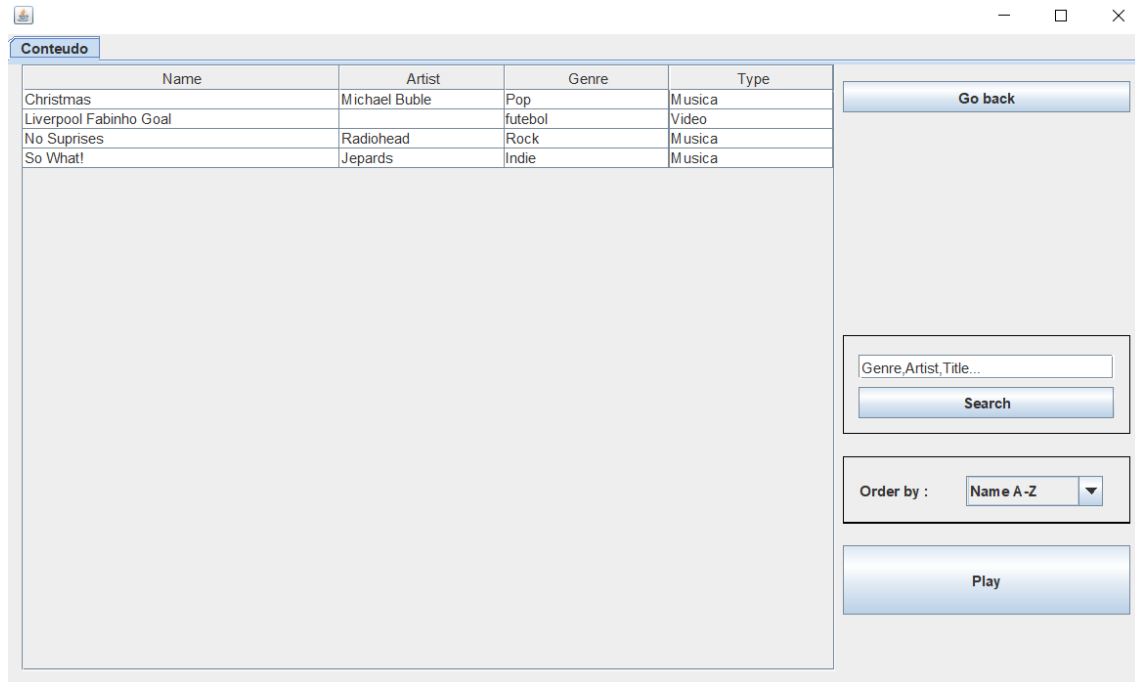 Conteudo
Name Artist Genre Type
Christmas Michael Buble Pop Musica
Liverpool Fabinho Goal futebol Video
No Suprises Radiohead Rock Musica
So What! Jepards Indie Musica
Go back
Genre,Artist,Title...
Search
Order by : Name A-Z
Play